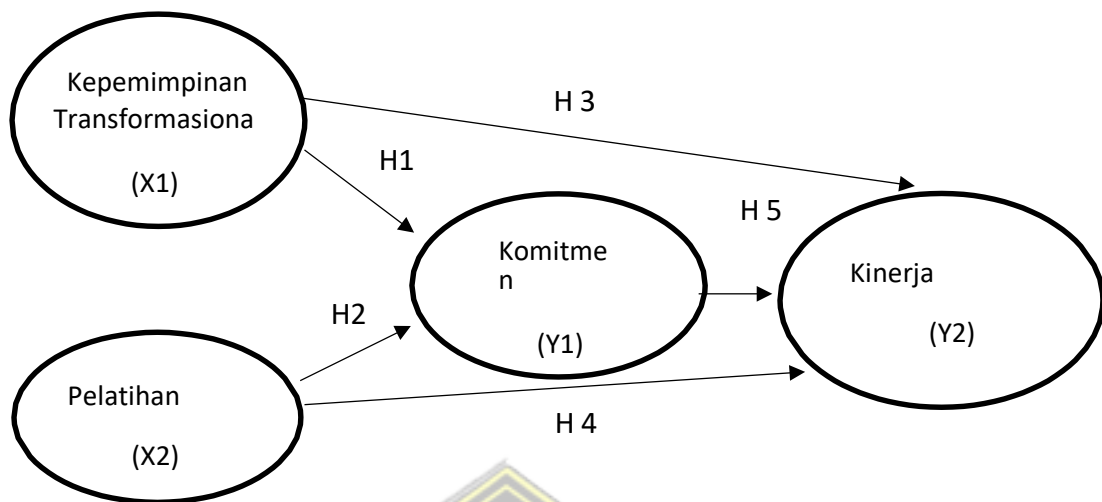 Kepemimpinan
Transformasiona
(X1)
H 3
H1
H 5
Komitme
n
(Y1)
Kinerja
(Y2)
H2
Pelatihan
(X2)
H 4